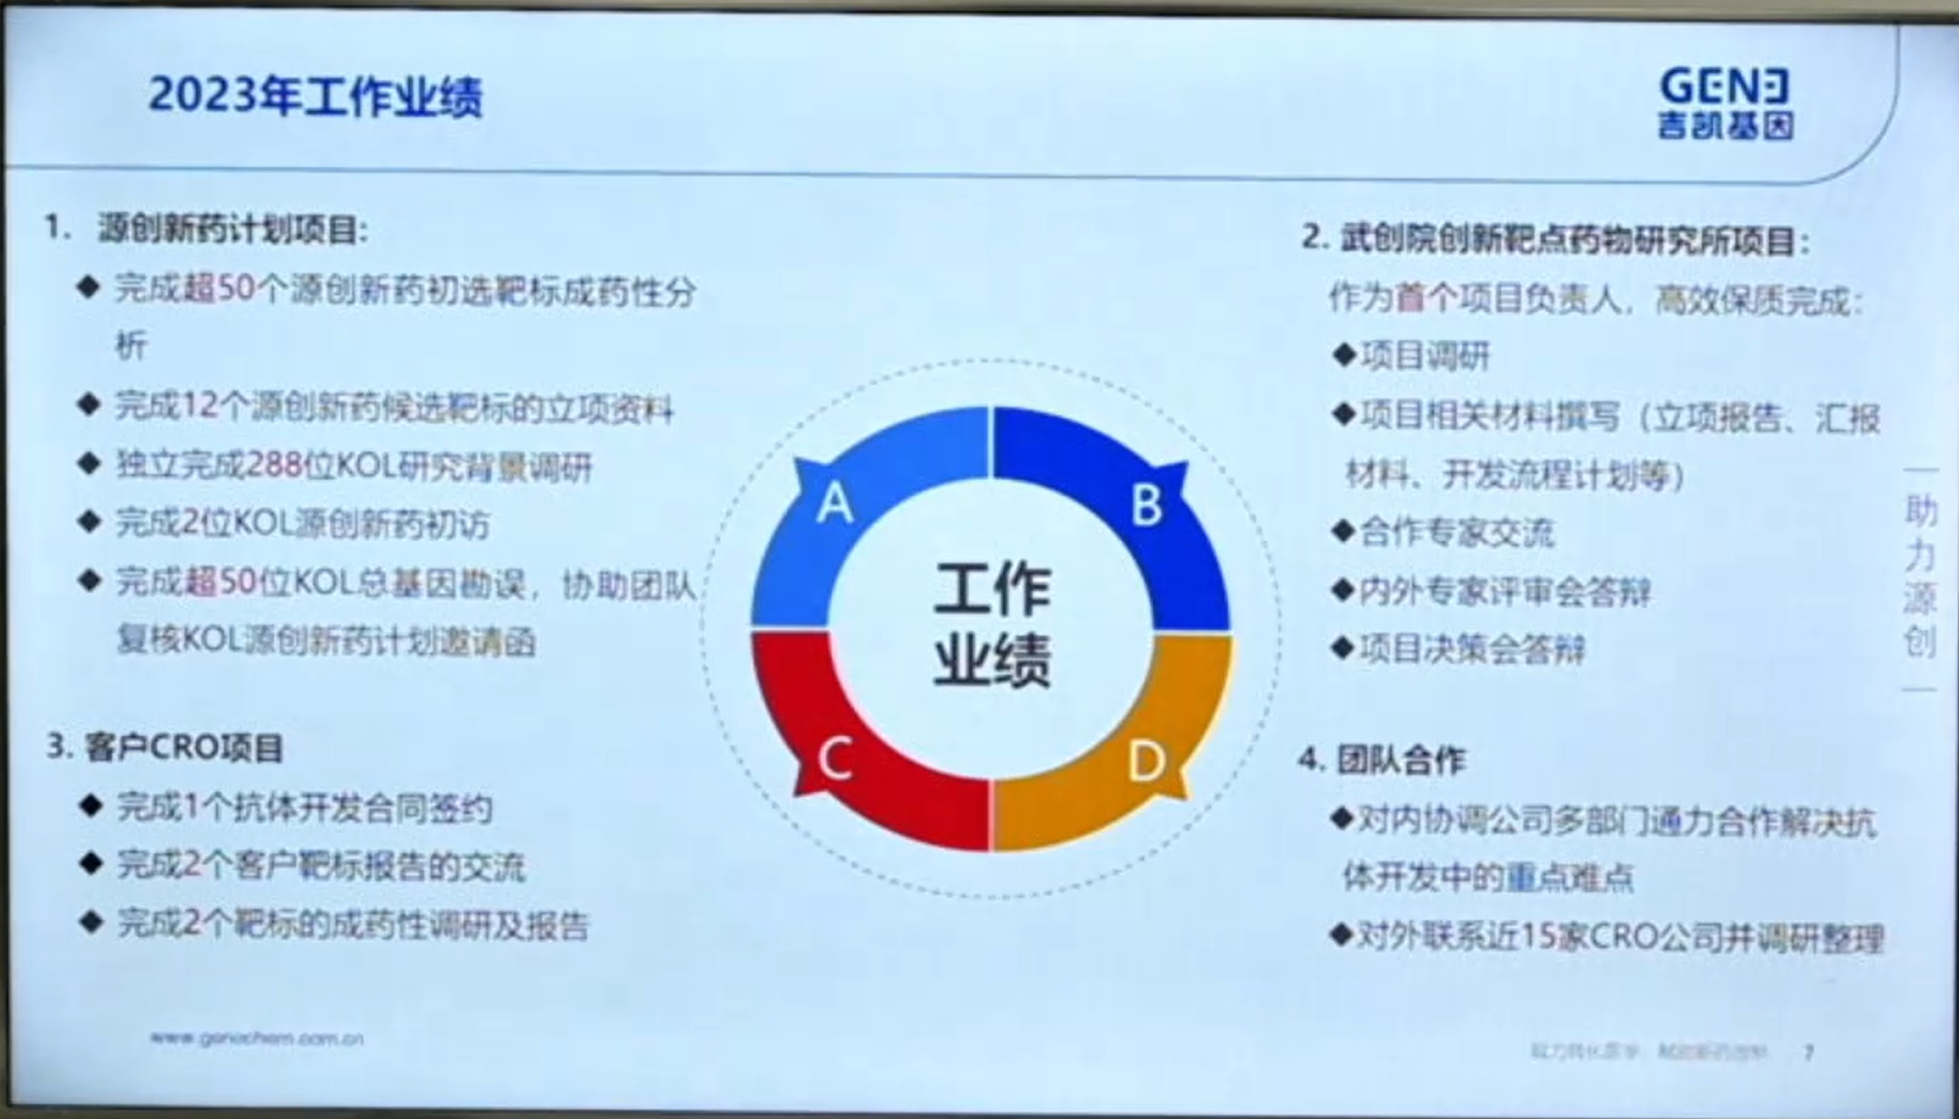 2023年工作业绩
GENE
吉凯基因
1. 源创新药计划项目:
◆ 完成超50个源创新药初选靶标成药性分
析
◆ 完成12个源创新药候选靶标的立项资料
◆ 独立完成288位KOL研究背景调研
◆ 完成2位KOL源创新药初访
◆ 完成超50位KOL总基因勘误，协助团队
复核KOL源创新药计划邀请函
2. 武创院创新靶点药物研究所项目：
作为首个项目负责人，高效保质完成：
◆项目调研
◆项目相关材料撰写（立项报告、汇报
材料、开发流程计划等）
◆合作专家交流
◆内外专家评审会答辩
◆项目决策会答辩
A
B
工作
业绩
C
D
3. 客户CRO项目
◆ 完成1个抗体开发合同签约
◆ 完成2个客户靶标报告的交流
◆ 完成2个靶标的成药性调研及报告
4. 团队合作
◆对内协调公司多部门通力合作解决抗
体开发中的重点难点
◆对外联系近15家CRO公司并调研整理
助力源创
www.genechem.com.cn
7